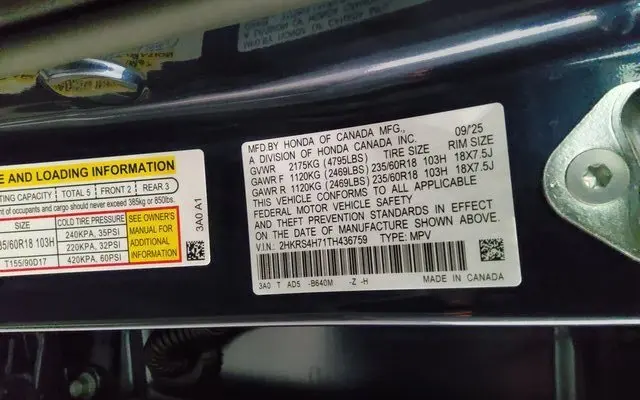 E AND LOADING INFORMATION
TING CAPACITY TOTAL 5 FRONT 2 REAR 3
nt of occupants and cargo should never exceed 385kg or 850lbs.
SIZE COLD TIRE PRESSURE SEE OWNER'S MANUAL FOR ADDITIONAL INFORMATION
35/60R18 103H 240KPA, 35PSI
220KPA, 32PSI
T155/90D17 420KPA, 60PSI
3A0 A1
MFD.BY HONDA OF CANADA MFG., 09/25
A DIVISION OF HONDA CANADA INC.
GVWR 2175KG (4795LBS) TIRE SIZE RIM SIZE
GAWR F 1120KG (2469LBS) 235/60R18 103H 18X7.5J
GAWR R 1120KG (2469LBS) 235/60R18 103H 18X7.5J
THIS VEHICLE CONFORMS TO ALL APPLICABLE
FEDERAL MOTOR VEHICLE SAFETY
AND THEFT PREVENTION STANDARDS IN EFFECT
ON THE DATE OF MANUFACTURE SHOWN ABOVE.
V.I.N.: 2HKRS4H71TH436759 TYPE: MPV
3A0 T AD5 -B640M -Z -H MADE IN CANADA